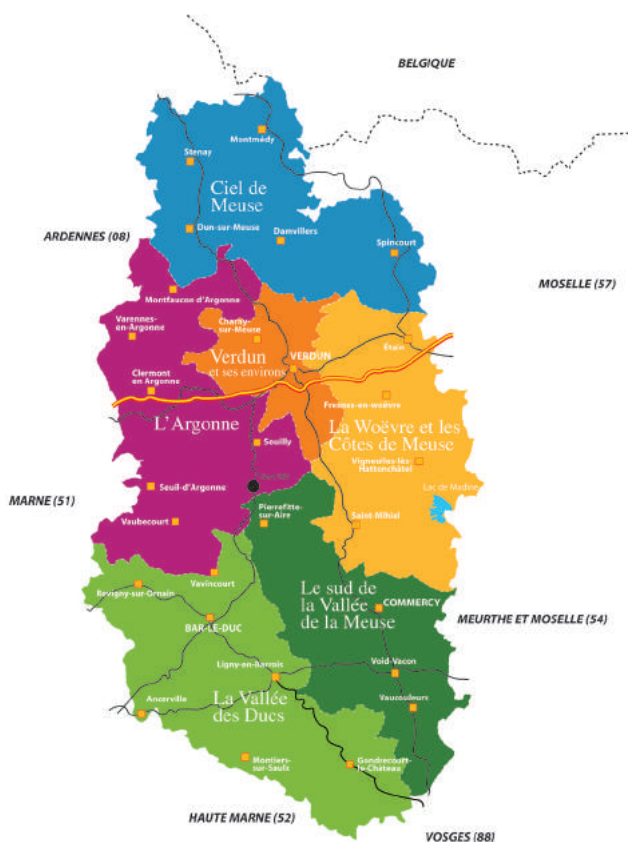 BELGIQUE
Montmédy
Stenay
Ciel de
Meuse
ARDENNES (08)
Dun-sur-Meuse
Damvillers
Spincourt
MOSELLE (57)
Montfaucon d'Argonne
Varennes-
en-Argonne
Charny-
sur-Meuse
Etain
Verdun
et ses environs
VERDUN
Clermont
en Argonne
Fresnes-en-woëvre
L'Argonne
La Woëvre et les
Côtes de Meuse
Souilly
Vigneulles-lès-
Hattonchâtel
Seuil-d'Argonne
Lac de Madine
MARNE (51)
Pierrefitte-
sur-Aire
Vaubecourt
Saint-Mihiel
Vavincourt
Revigny-sur-Ornain
Le sud de
la Vallée
de la Meuse
COMMERCY
BAR-LE-DUC
MEURTHE ET MOSELLE (54)
Ligny-en-Barrois
Void-Vacon
Ancerville
La Vallée
des Ducs
Vaucouleurs
Montiers-
sur-Saulx
Gondrecourt-
le-Château
HAUTE MARNE (52)
VOSGES (88)